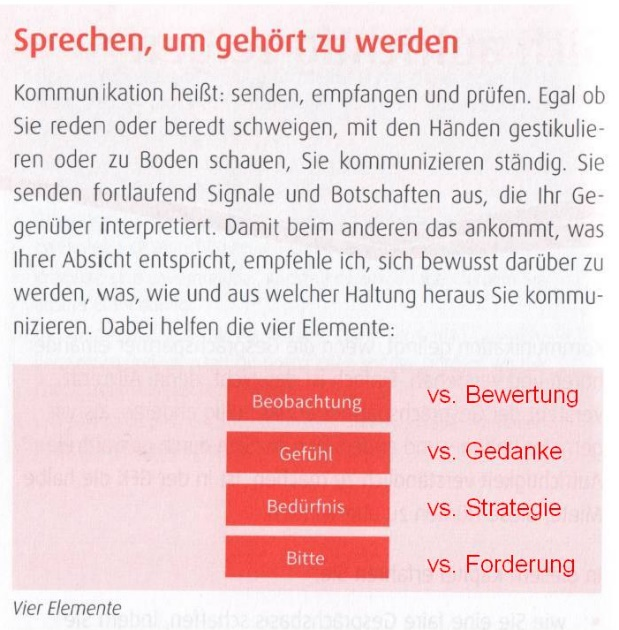 Sprechen, um gehört zu werden
Kommunikation heißt: senden, empfangen und prüfen. Egal ob
Sie reden oder beredt schweigen, mit den Händen gestikulie-
ren oder zu Boden schauen, Sie kommunizieren ständig. Sie
senden fortlaufend Signale und Botschaften aus, die Ihr Ge-
genüber interpretiert. Damit beim anderen das ankommt, was
Ihrer Absicht entspricht, empfehle ich, sich bewusst darüber zu
werden, was, wie und aus welcher Haltung heraus Sie kommu-
nizieren. Dabei helfen die vier Elemente:
Beobachtung vs. Bewertung
Gefühl vs. Gedanke
Bedürfnis vs. Strategie
Bitte vs. Forderung
Vier Elemente